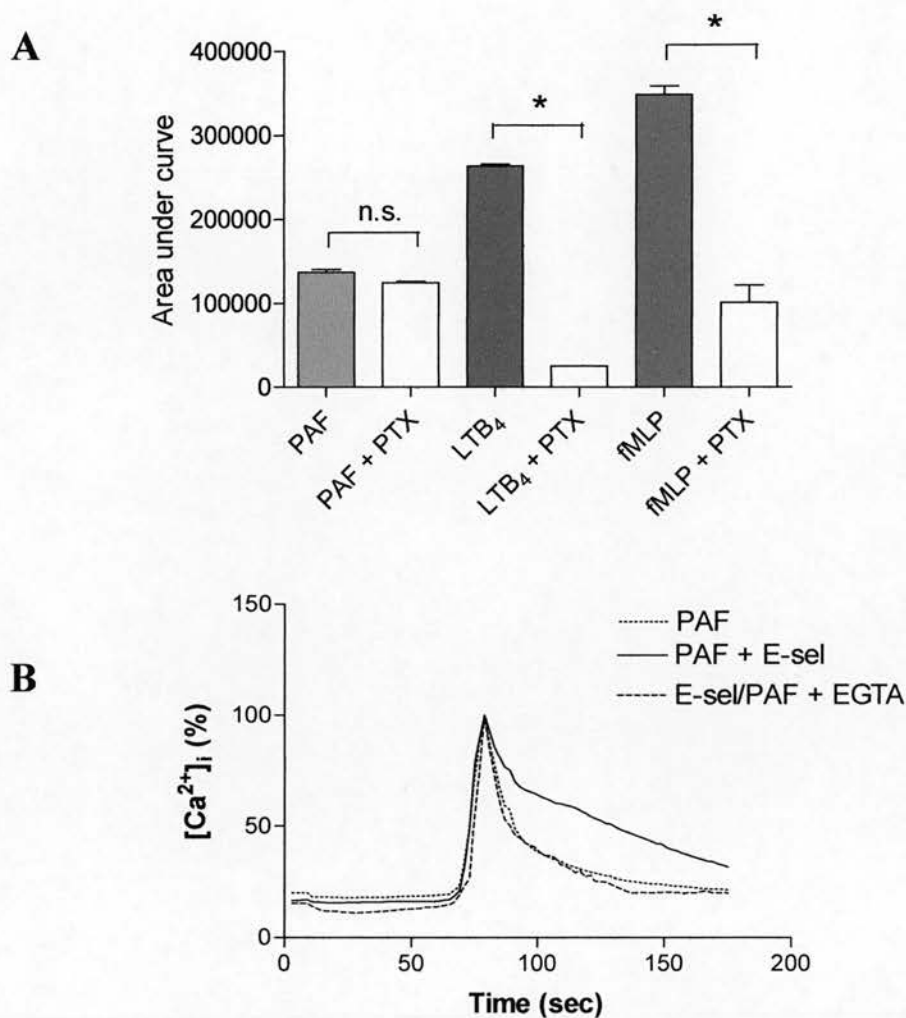 A
Area under curve
400000
300000
200000
100000
0
n.s.
*
*
PAF
PAF + PTX
LTB₄
LTB₄ + PTX
fMLP
fMLP + PTX
B
[Ca²⁺]ᵢ (%)
150
100
50
0
PAF
PAF + E-sel
E-sel/PAF + EGTA
0 50 100 150 200
Time (sec)